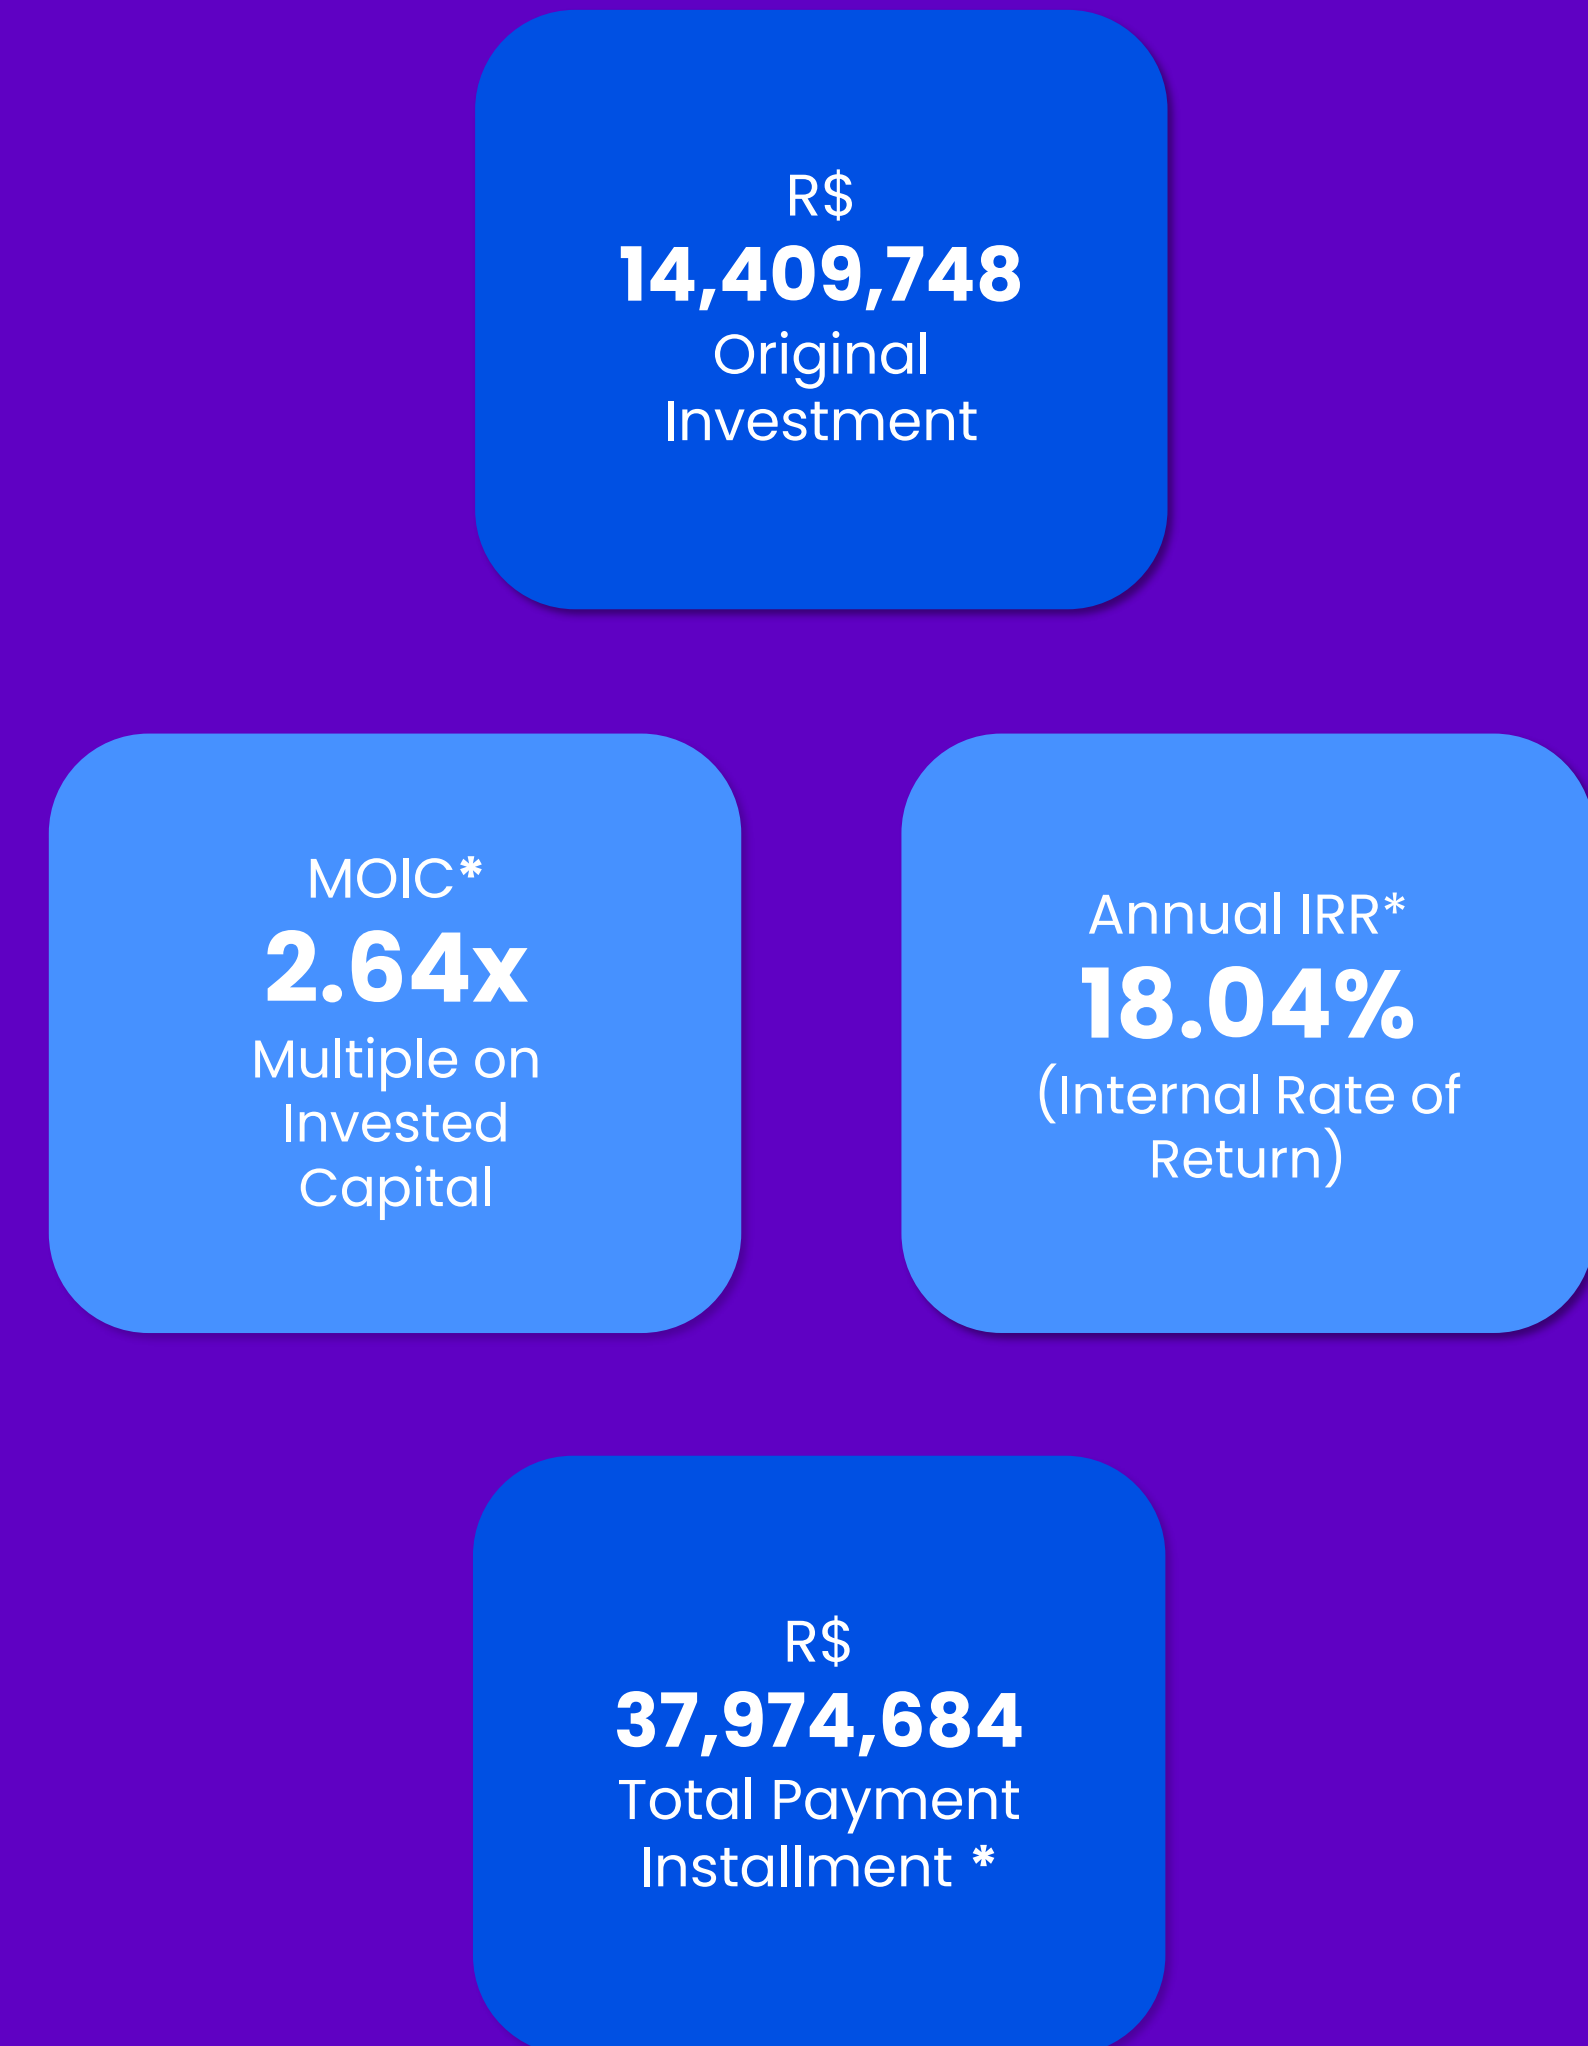 R$
14,409,748
Original
Investment
MOIC*
2.64x
Multiple on
Invested
Capital
Annual IRR*
18.04%
(Internal Rate of
Return)
R$
37,974,684
Total Payment
Installment *